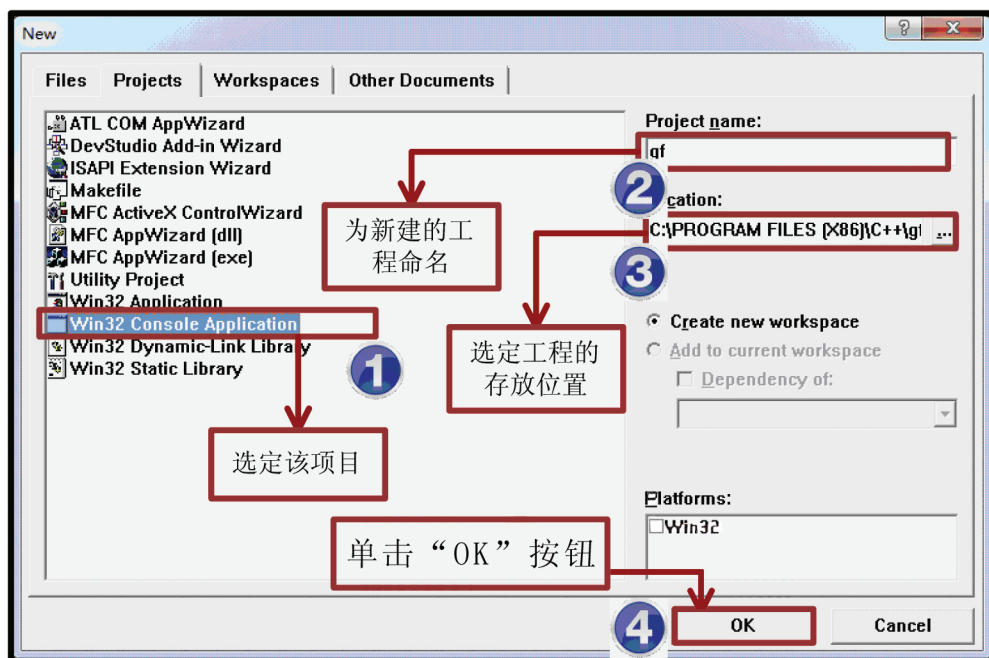 New
Files
Projects
Workspaces
Other Documents
ATL COM AppWizard
DevStudio Add-in Wizard
ISAPI Extension Wizard
Makefile
MFC ActiveX ControlWizard
MFC AppWizard (dll)
MFC AppWizard (exe)
Utility Project
Win32 Application
Win32 Console Application
Win32 Dynamic-Link Library
Win32 Static Library
1
选定该项目
Project name:
gf
2
为新建的工
程命名
cation:
C:\PROGRAM FILES (X86)\C++\gf
...
3
选定工程的
存放位置
Create new workspace
Add to current workspace
Dependency of:
Platforms:
Win32
单击“OK”按钮
4
OK
Cancel